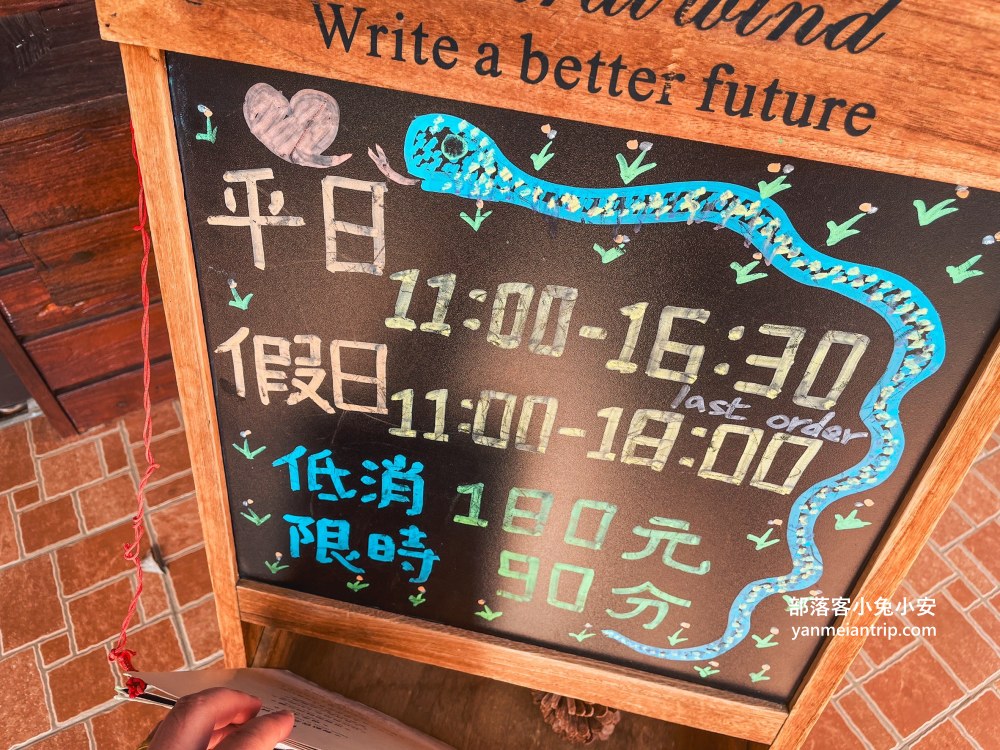 wind
Write a better future
平日 11:00-16:30
last order
假日 11:00-18:00
低消 180元
限時 90分
部落客小兔小安
yanmeiantrip.com